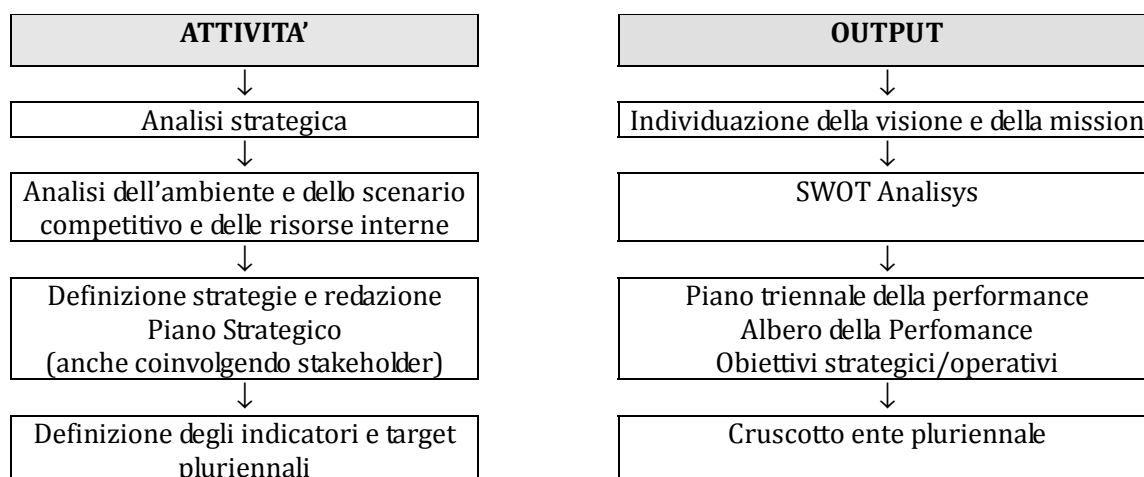 ATTIVITA’
↓
Analisi strategica
↓
Analisi dell’ambiente e dello scenario
competitivo e delle risorse interne
↓
Definizione strategie e redazione
Piano Strategico
(anche coinvolgendo stakeholder)
↓
Definizione degli indicatori e target
pluriennali
OUTPUT
↓
Individuazione della visione e della mission
↓
SWOT Analisys
↓
Piano triennale della performance
Albero della Perfomance
Obiettivi strategici/operativi
↓
Cruscotto ente pluriennale